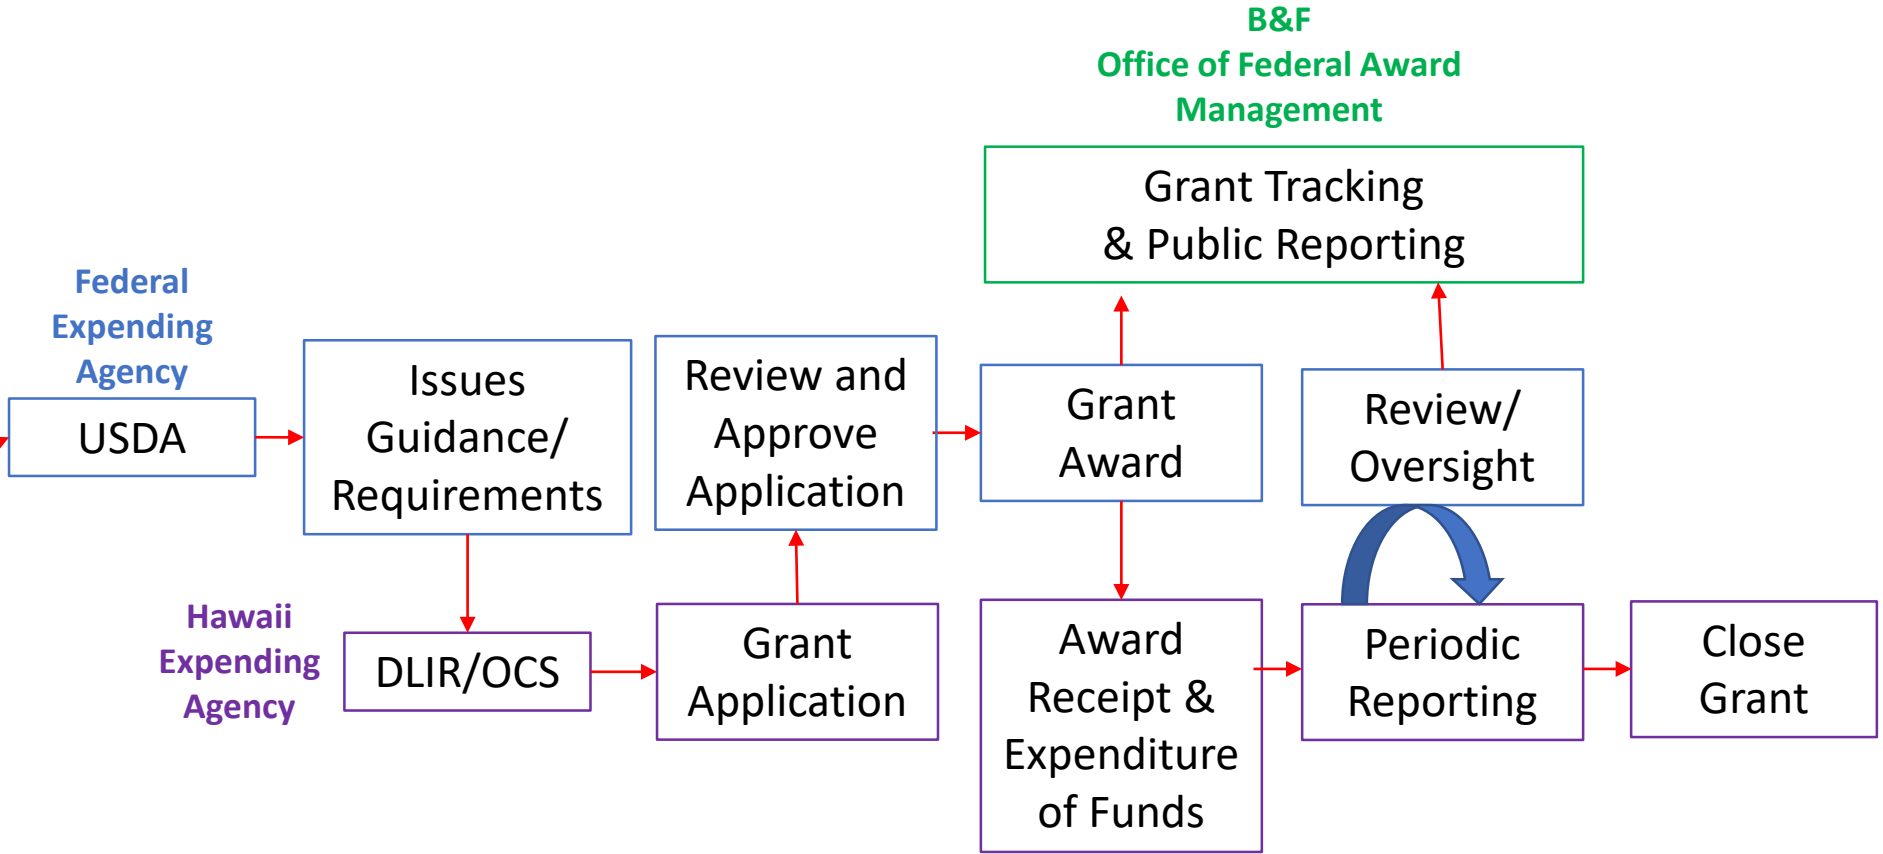 B&F
Office of Federal Award
Management
Grant Tracking
& Public Reporting
Federal
Expending
Agency
USDA
Issues
Guidance/
Requirements
Review and
Approve
Application
Grant
Award
Review/
Oversight
Hawaii
Expending
Agency
DLIR/OCS
Grant
Application
Award
Receipt &
Expenditure
of Funds
Periodic
Reporting
Close
Grant